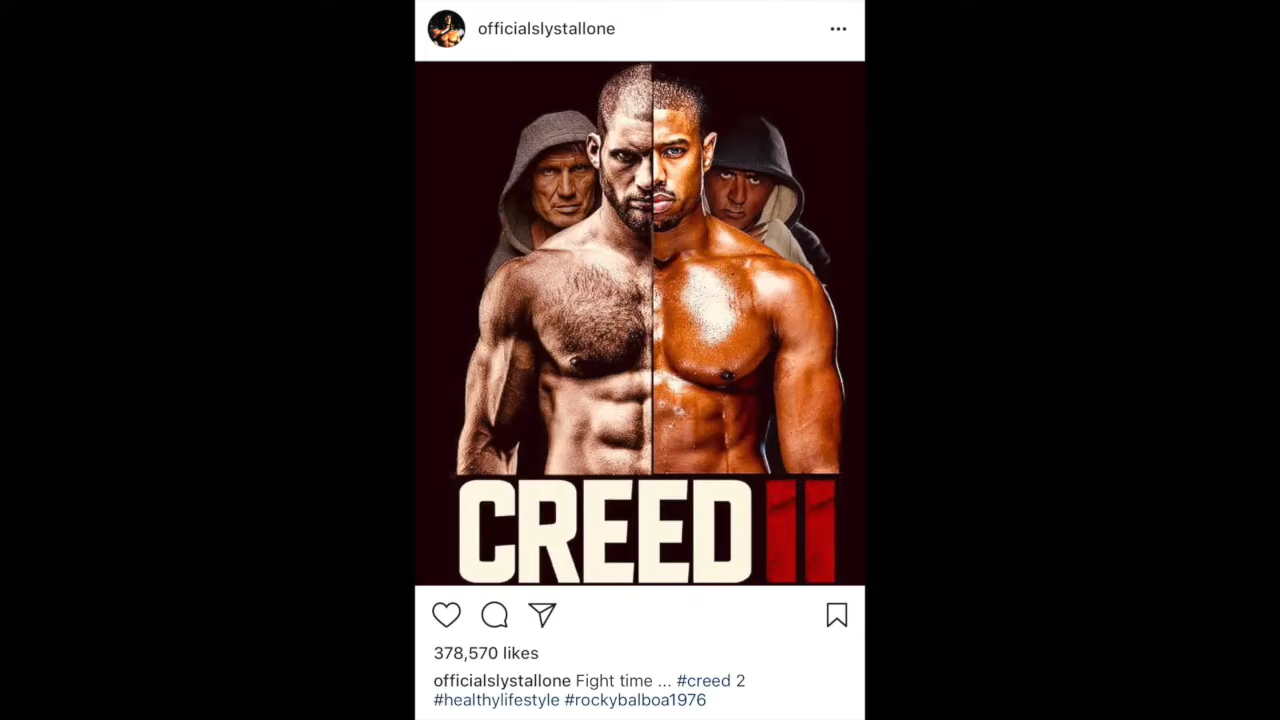 officialslystallone
CREED II
378,570 likes
officialslystallone Fight time ... #creed 2
#healthylifestyle #rockybalboa1976